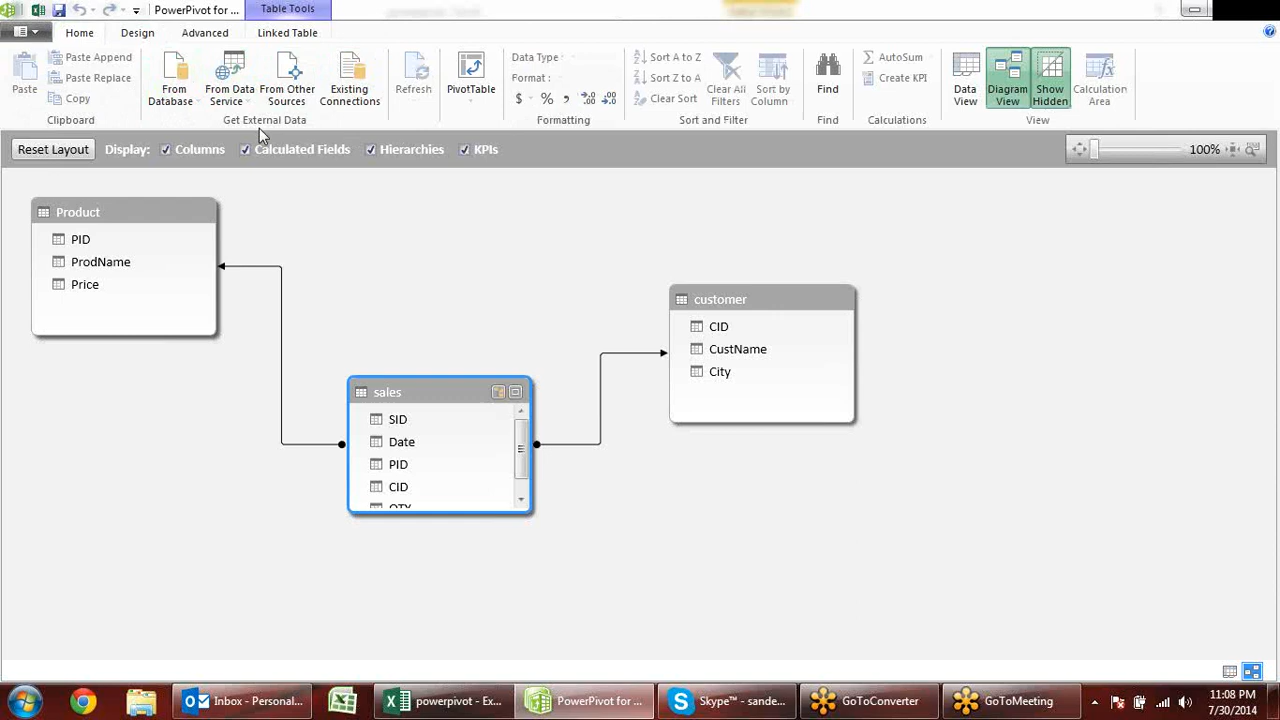 PowerPivot for ...
Table Tools
Home
Design
Advanced
Linked Table
Paste
Paste Append
Paste Replace
Copy
Clipboard
From Database
From Data Service
From Other Sources
Existing Connections
Get External Data
Refresh
PivotTable
Data Type :
Format :
$ % ,
Formatting
Sort A to Z
Sort Z to A
Clear Sort
Clear All Filters
Sort by Column
Sort and Filter
Find
Find
AutoSum
Create KPI
Calculations
Data View
Diagram View
Show Hidden
Calculation Area
View
Reset Layout
Display:
Columns
Calculated Fields
Hierarchies
KPIs
100%
Product
PID
ProdName
Price
customer
CID
CustName
City
sales
SID
Date
PID
CID
QTY
Inbox - Personal...
powerpivot - Ex...
PowerPivot for ...
Skype™ - sande...
GoToConverter
GoToMeeting
11:08 PM
7/30/2014